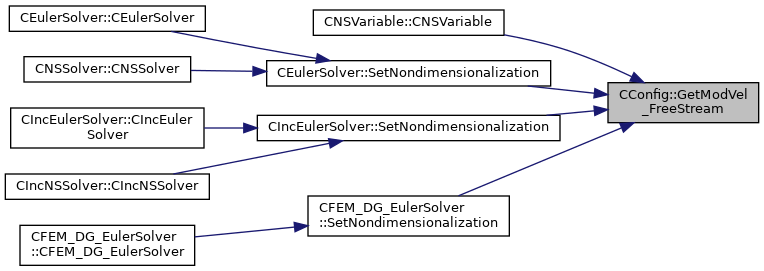 CEulerSolver::CEulerSolver
CNSVariable::CNSVariable
CNSSolver::CNSSolver
CEulerSolver::SetNondimensionalization
CConfig::GetModVel
_FreeStream
CIncEulerSolver::CIncEuler
Solver
CIncEulerSolver::SetNondimensionalization
CIncNSSolver::CIncNSSolver
CFEM_DG_EulerSolver
::SetNondimensionalization
CFEM_DG_EulerSolver
::CFEM_DG_EulerSolver